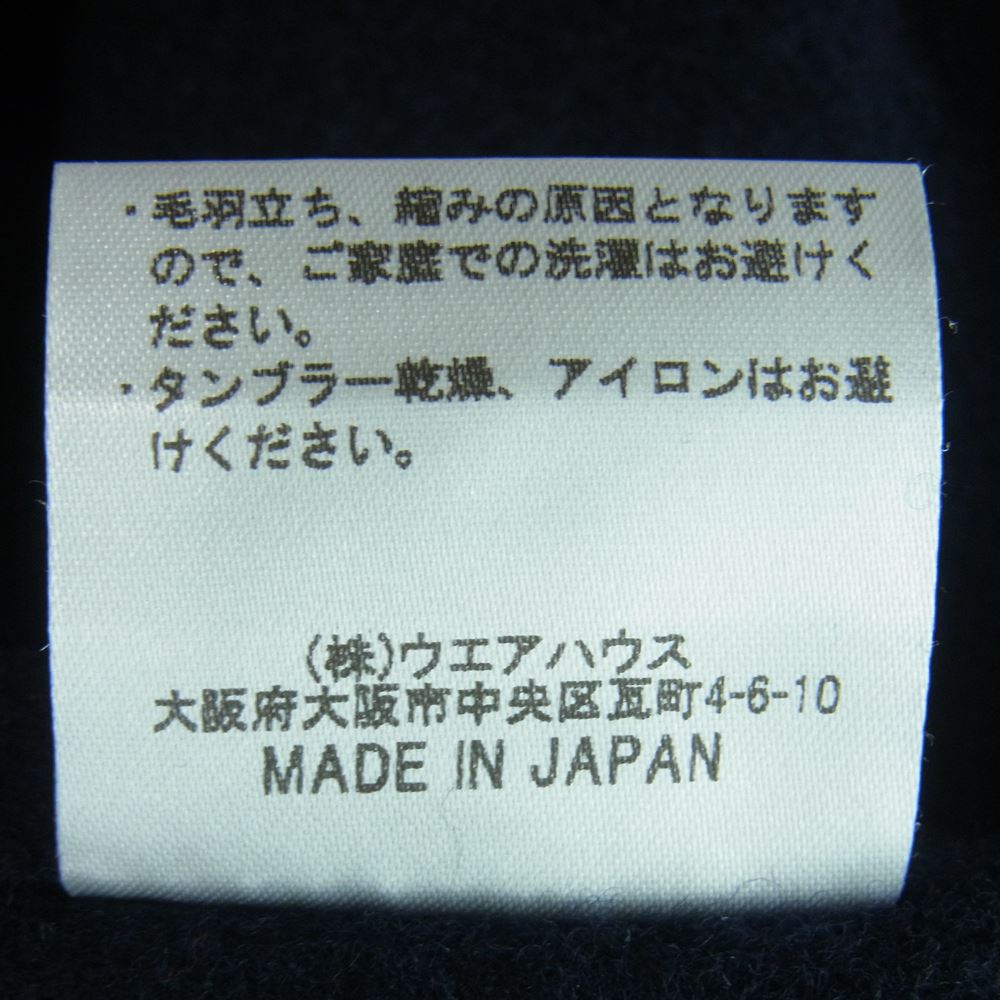 ・毛羽立ち、縮みの原因となります
ので、ご家庭での洗濯はお避けく
ださい。
・タンブラー乾燥、アイロンはお避
けください。
(株)ウエアハウス
大阪府大阪市中央区瓦町4-6-10
MADE IN JAPAN